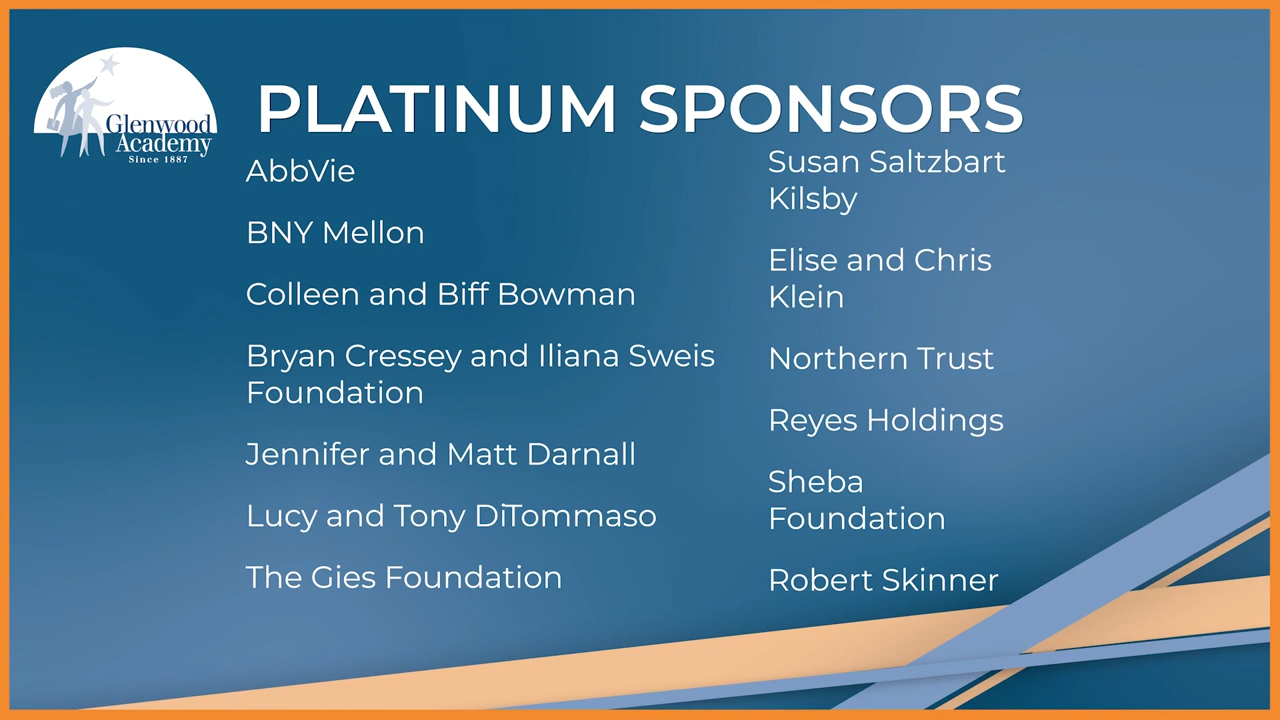 Glenwood
Academy
Since 1887
PLATINUM SPONSORS
AbbVie
BNY Mellon
Colleen and Biff Bowman
Bryan Cressey and Iliana Sweis
Foundation
Jennifer and Matt Darnall
Lucy and Tony DiTommaso
The Gies Foundation
Susan Saltzbart
Kilsby
Elise and Chris
Klein
Northern Trust
Reyes Holdings
Sheba
Foundation
Robert Skinner